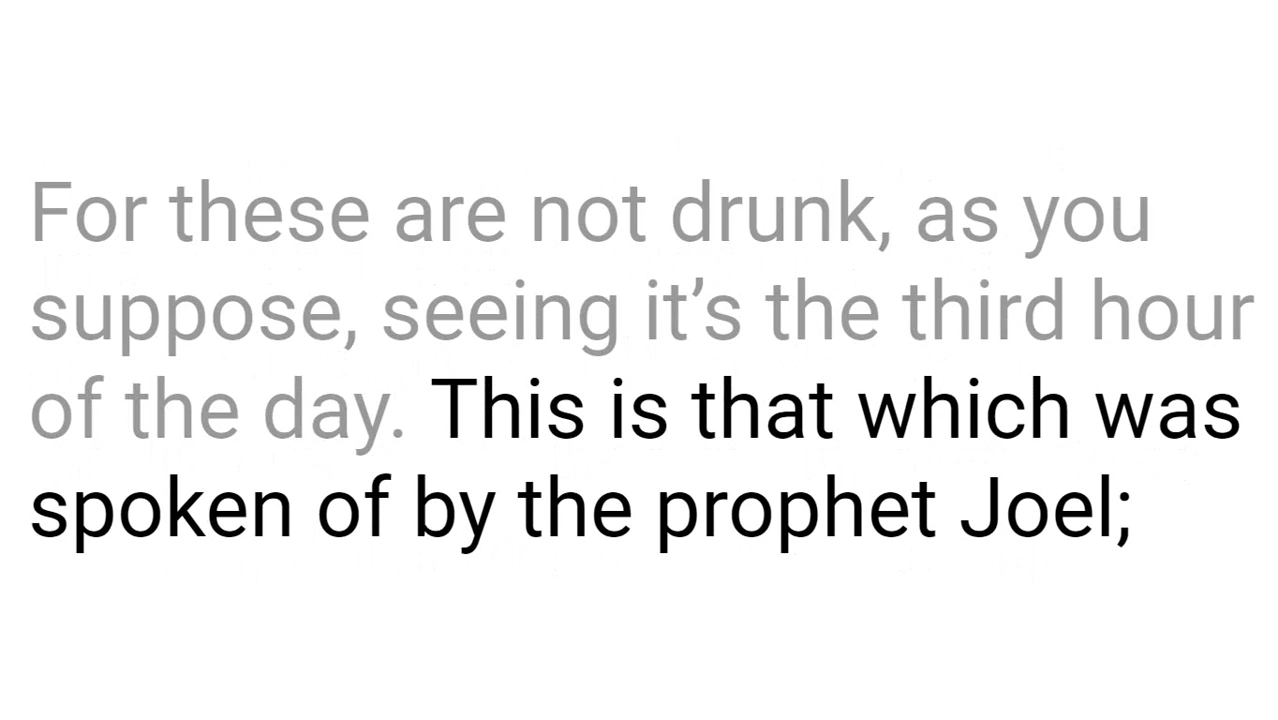 For these are not drunk, as you
suppose, seeing it’s the third hour
of the day. This is that which was
spoken of by the prophet Joel;